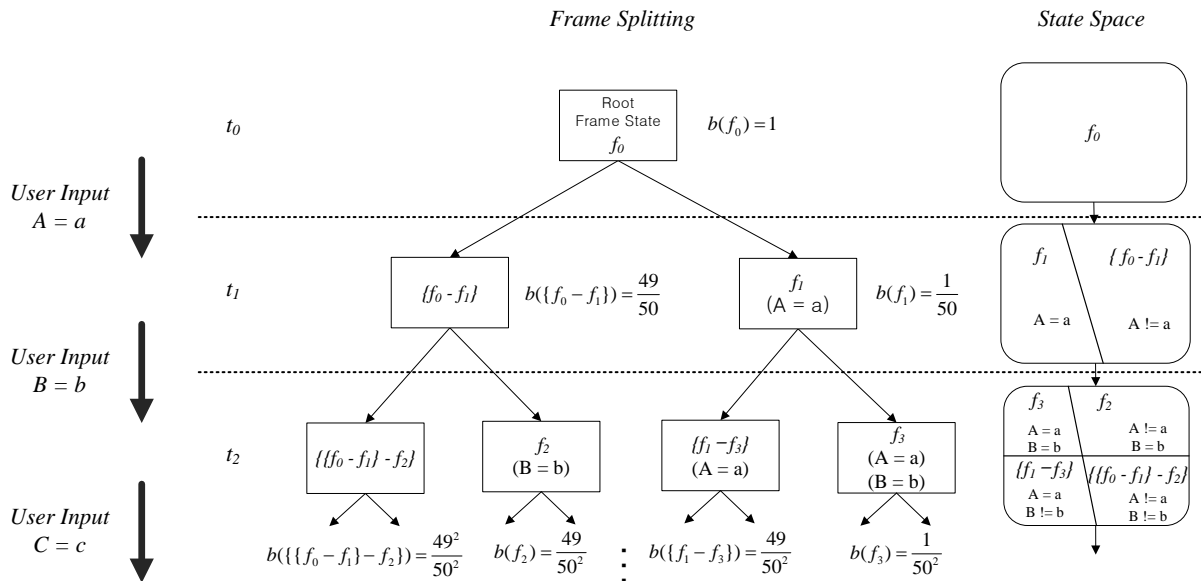 Frame Splitting
State Space
Root
Frame State
f0
b(f0) = 1
t0
f0
User Input
A = a
t1
{f0 - f1}
b({f0 − f1}) = 49/50
f1
(A = a)
b(f1) = 1/50
f1
{ f0 - f1}
A = a
A != a
User Input
B = b
t2
{{f0 - f1} - f2}
f2
(B = b)
{f1 – f3}
(A = a)
f3
(A = a)
(B = b)
f3
f2
A = a
B = b
A != a
B = b
{f1 – f3}
{{f0 - f1} - f2}
A = a
B != b
A != a
B != b
User Input
C = c
b({{f0 − f1} − f2}) = 49²/50²
b(f2) = 49/50²
b({f1 − f3}) = 49/50²
b(f3) = 1/50²